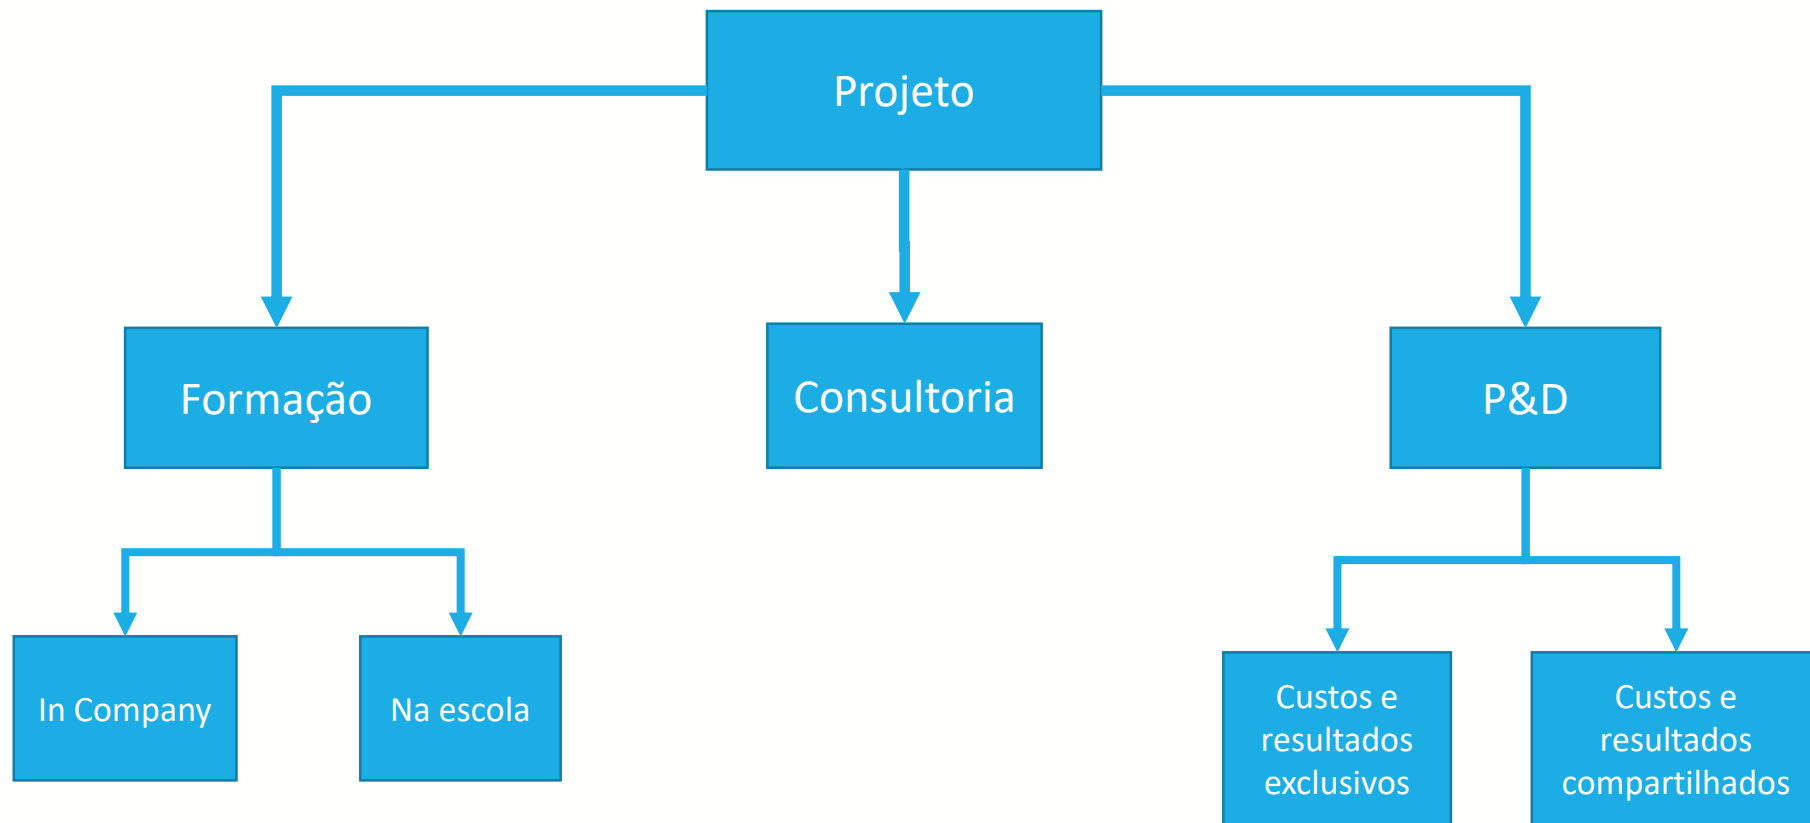 Projeto
Formação
Consultoria
P&D
In Company
Na escola
Custos e
resultados
exclusivos
Custos e
resultados
compartilhados